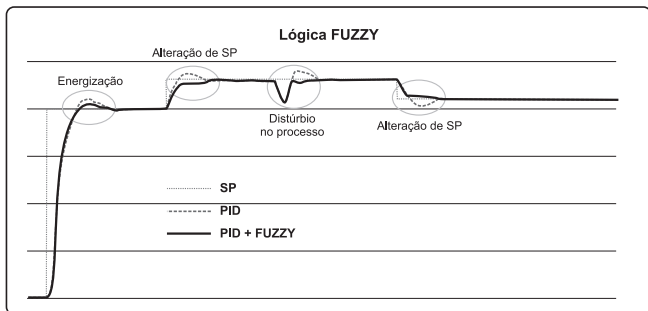 Lógica FUZZY
Alteração de SP
Energização
Distúrbio
no processo
Alteração de SP
SP
PID
PID + FUZZY